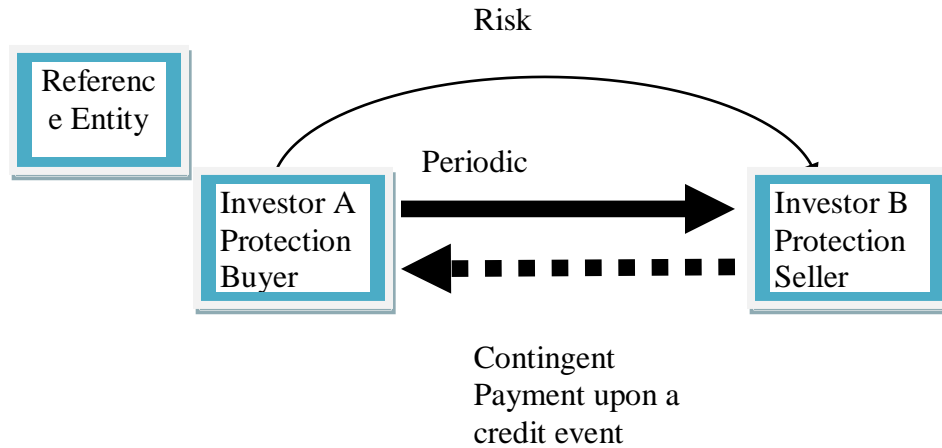 Risk
Referenc
e Entity
Periodic
Investor A
Protection
Buyer
Investor B
Protection
Seller
Contingent
Payment upon a
credit event